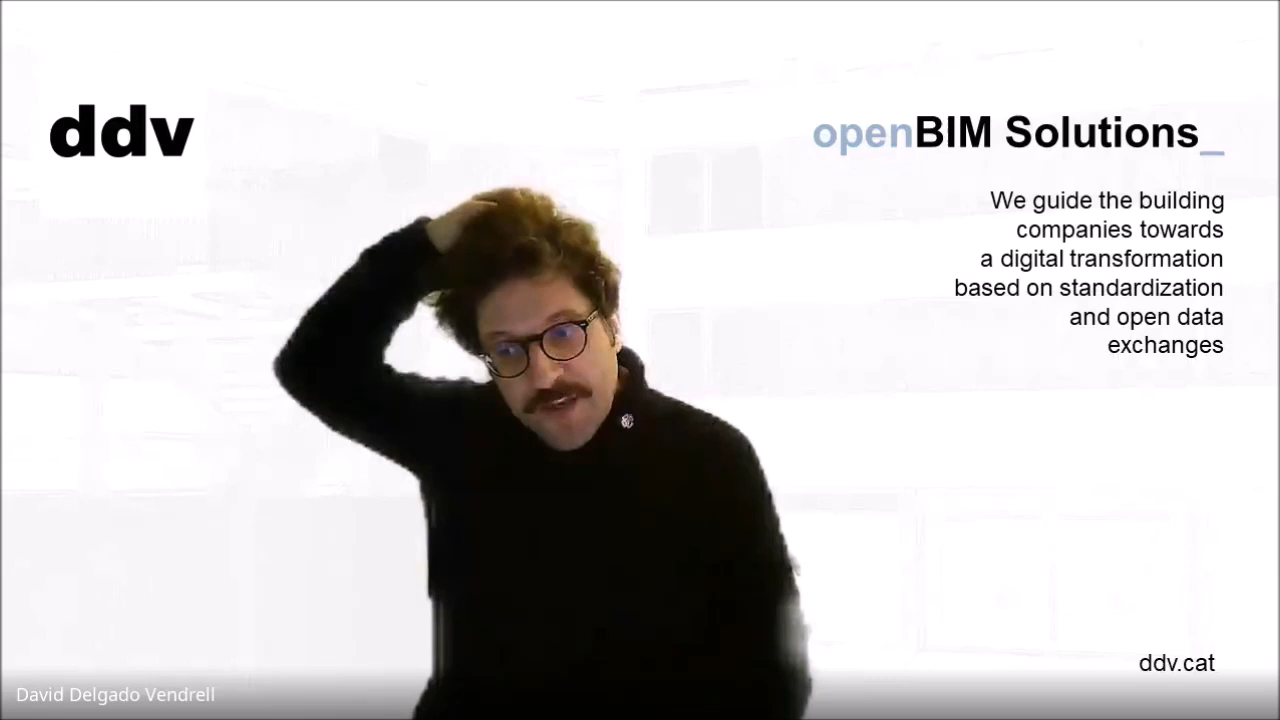 ddv
openBIM Solutions_
We guide the building
companies towards
a digital transformation
based on standardization
and open data
exchanges
ddv.cat
David Delgado Vendrell